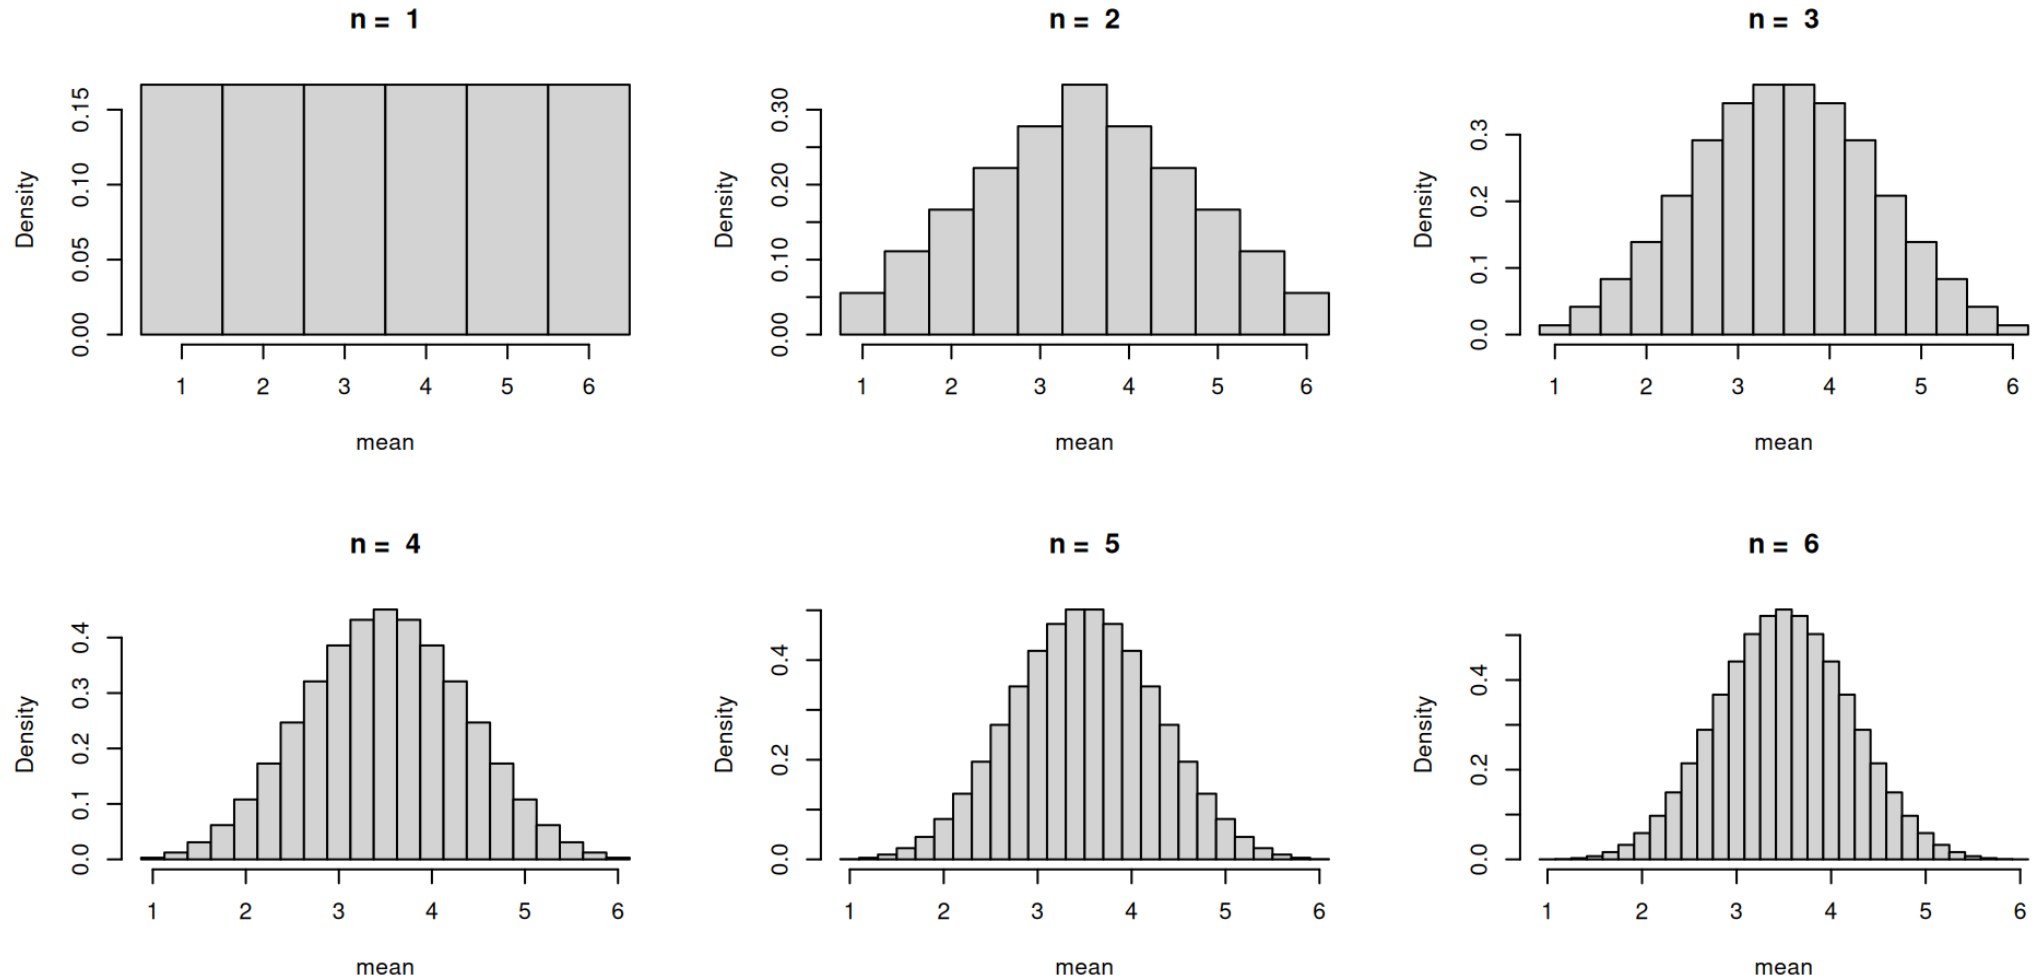 n = 1
Density
0.00 0.05 0.10 0.15
1 2 3 4 5 6
mean
n = 2
Density
0.00 0.10 0.20 0.30
1 2 3 4 5 6
mean
n = 3
Density
0.0 0.1 0.2 0.3
1 2 3 4 5 6
mean
n = 4
Density
0.0 0.1 0.2 0.3 0.4
1 2 3 4 5 6
mean
n = 5
Density
0.0 0.2 0.4
1 2 3 4 5 6
mean
n = 6
Density
0.0 0.2 0.4
1 2 3 4 5 6
mean